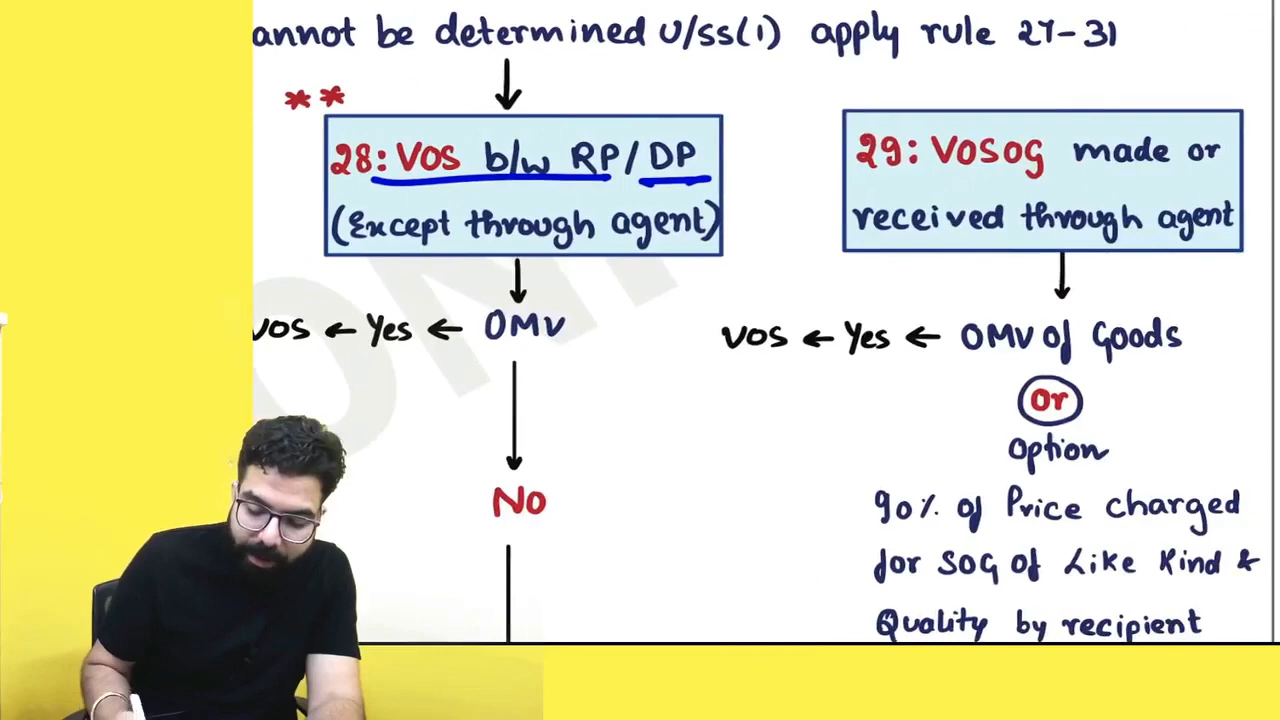 annot be determined U/ss(1) apply rule 27-31
**
28: VOS b/w RP/DP
(Except through agent)
VOS ← Yes ← OMV
No
29: VOSOG made or
received through agent
VOS ← Yes ← OMV of Goods
Or
Option
90% of Price charged
for SOG of Like Kind &
Quality by recipient